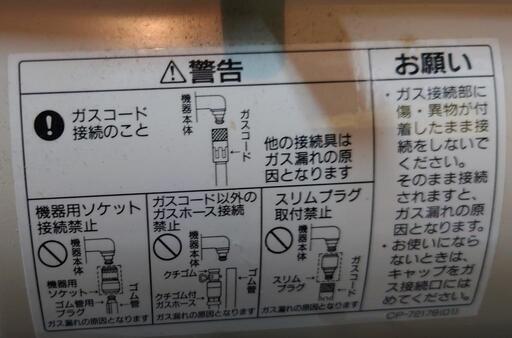 ⚠警告
ガスコード
接続のこと
機器本体
ガスコード
他の接続具は
ガス漏れの原
因となります
機器用ソケット
接続禁止
機器本体
機器用
ソケット
ゴム管用
プラグ
ゴム管
ガス漏れの原因となります
ガスコード以外の
ガスホース接続
禁止
機器本体
クチゴム
クチゴム付
ガスホース
ゴム管
ガス漏れの原因となります
スリムプラグ
取付禁止
機器本体
スリム
プラグ
ガスコード
ガス漏れの原因となります
お願い
・ガス接続部に
傷・異物が付
着したまま接
続をしないで
ください。
そのまま接続
されますと、
ガス漏れの原
因となります。
・お使いになら
ないときは、
キャップをガ
ス接続口には
めてください。
CP-72179(01)